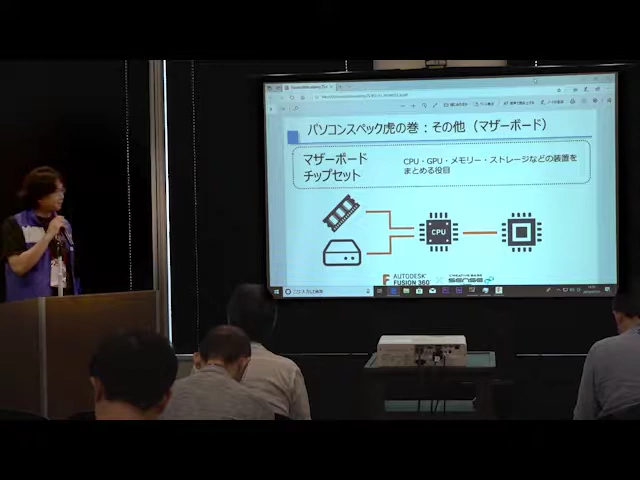 パソコンスペック虎の巻：その他（マザーボード）
マザーボード
チップセット
CPU・GPU・メモリー・ストレージなどの装置を
まとめる役目
CPU
AUTODESK
FUSION 360
CREATIVE BASE
SENSE